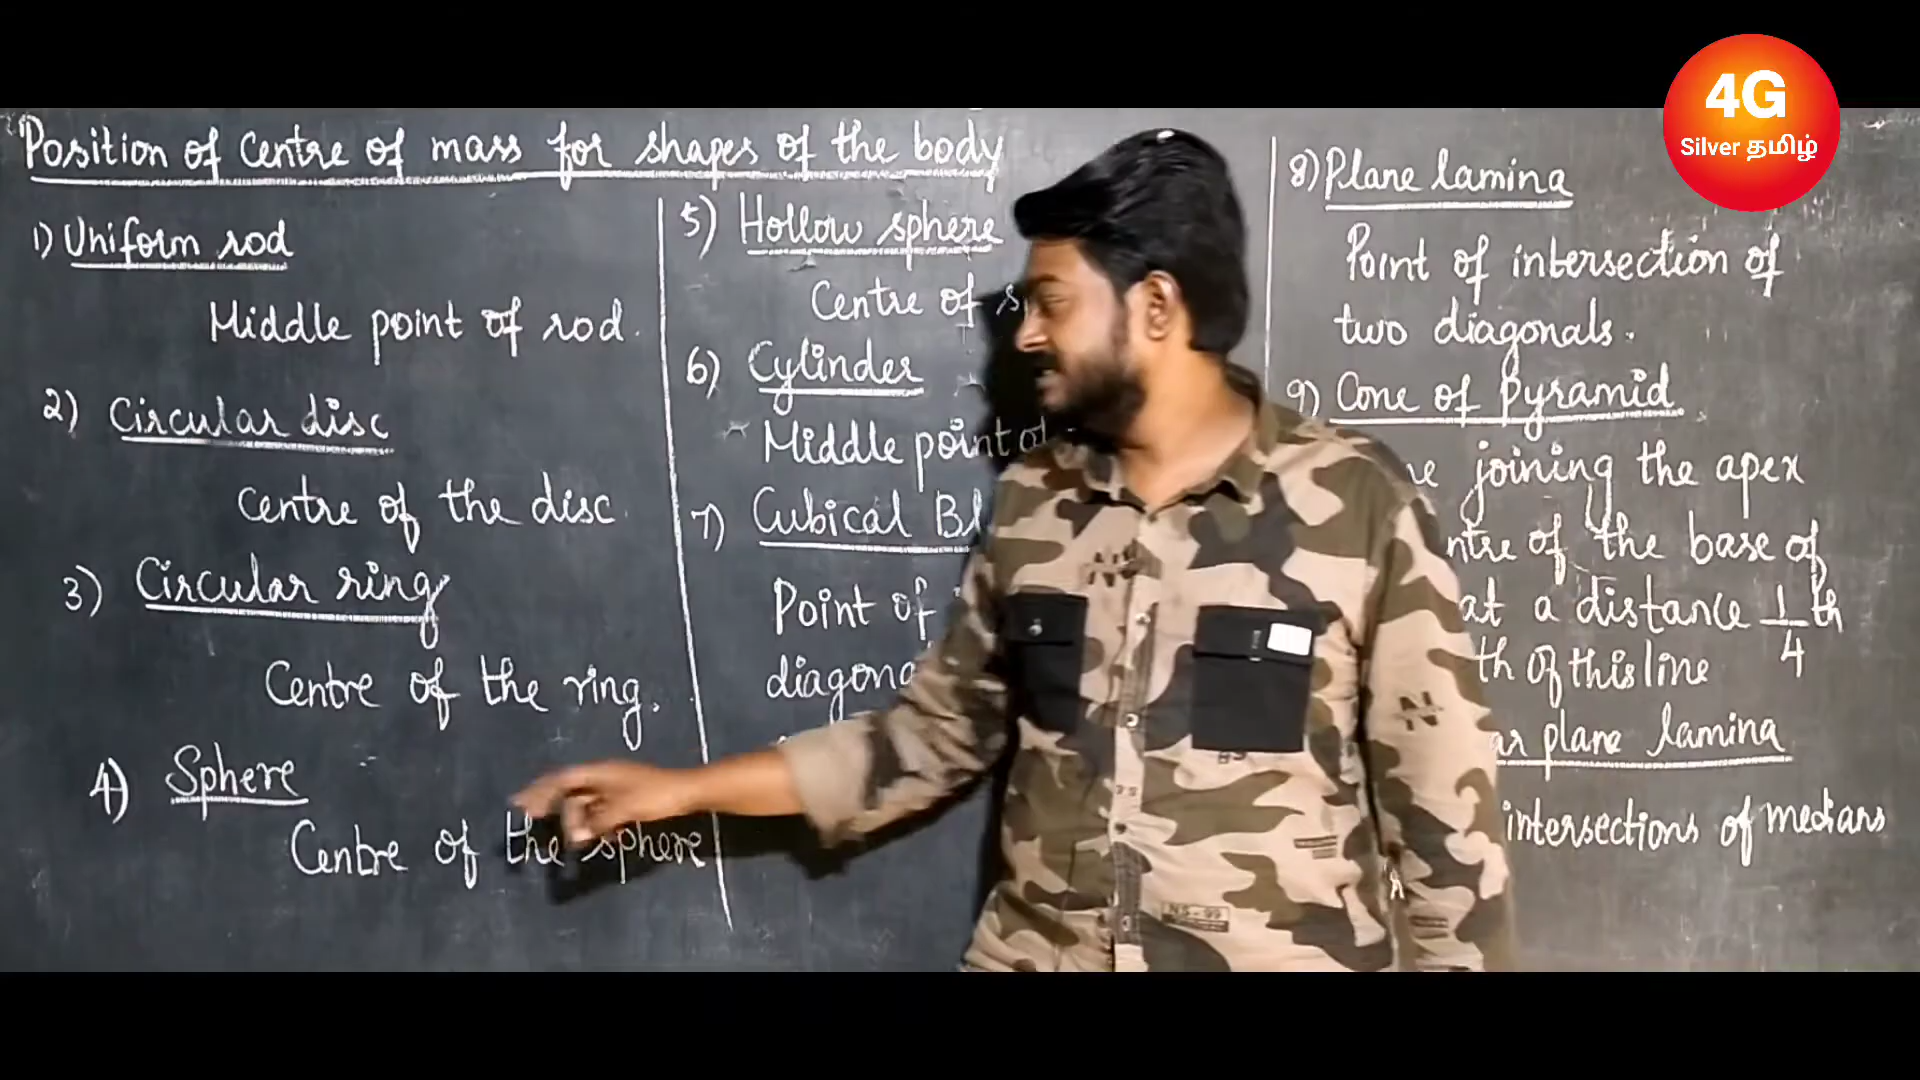 4G
Silver தமிழ்
Position of Centre of mass for shapes of the body
1) Uniform rod
Middle point of rod.
2) Circular disc
Centre of the disc.
3) Circular ring
Centre of the ring.
4) Sphere
Centre of the sphere
5) Hollow sphere
Centre of
6) Cylinder
Middle point of
7) Cubical
Point of
8) Plane lamina
Point of intersection of
two diagonals.
9) Cone of Pyramid
joining the apex
of the base of
at a distance 1/4 th
of this line
plane lamina
intersections of medians